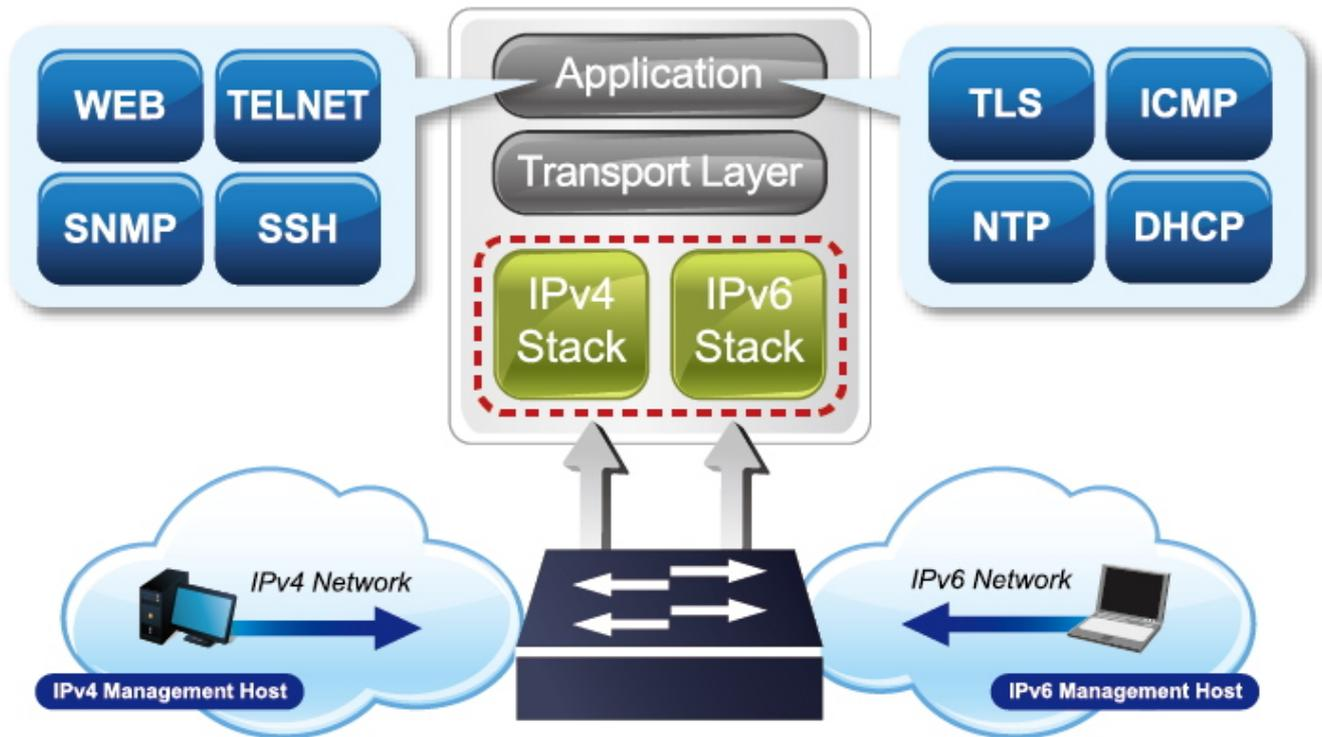 WEB
TELNET
SNMP
SSH
Application
Transport Layer
IPv4
Stack
IPv6
Stack
TLS
ICMP
NTP
DHCP
IPv4 Network
IPv4 Management Host
IPv6 Network
IPv6 Management Host